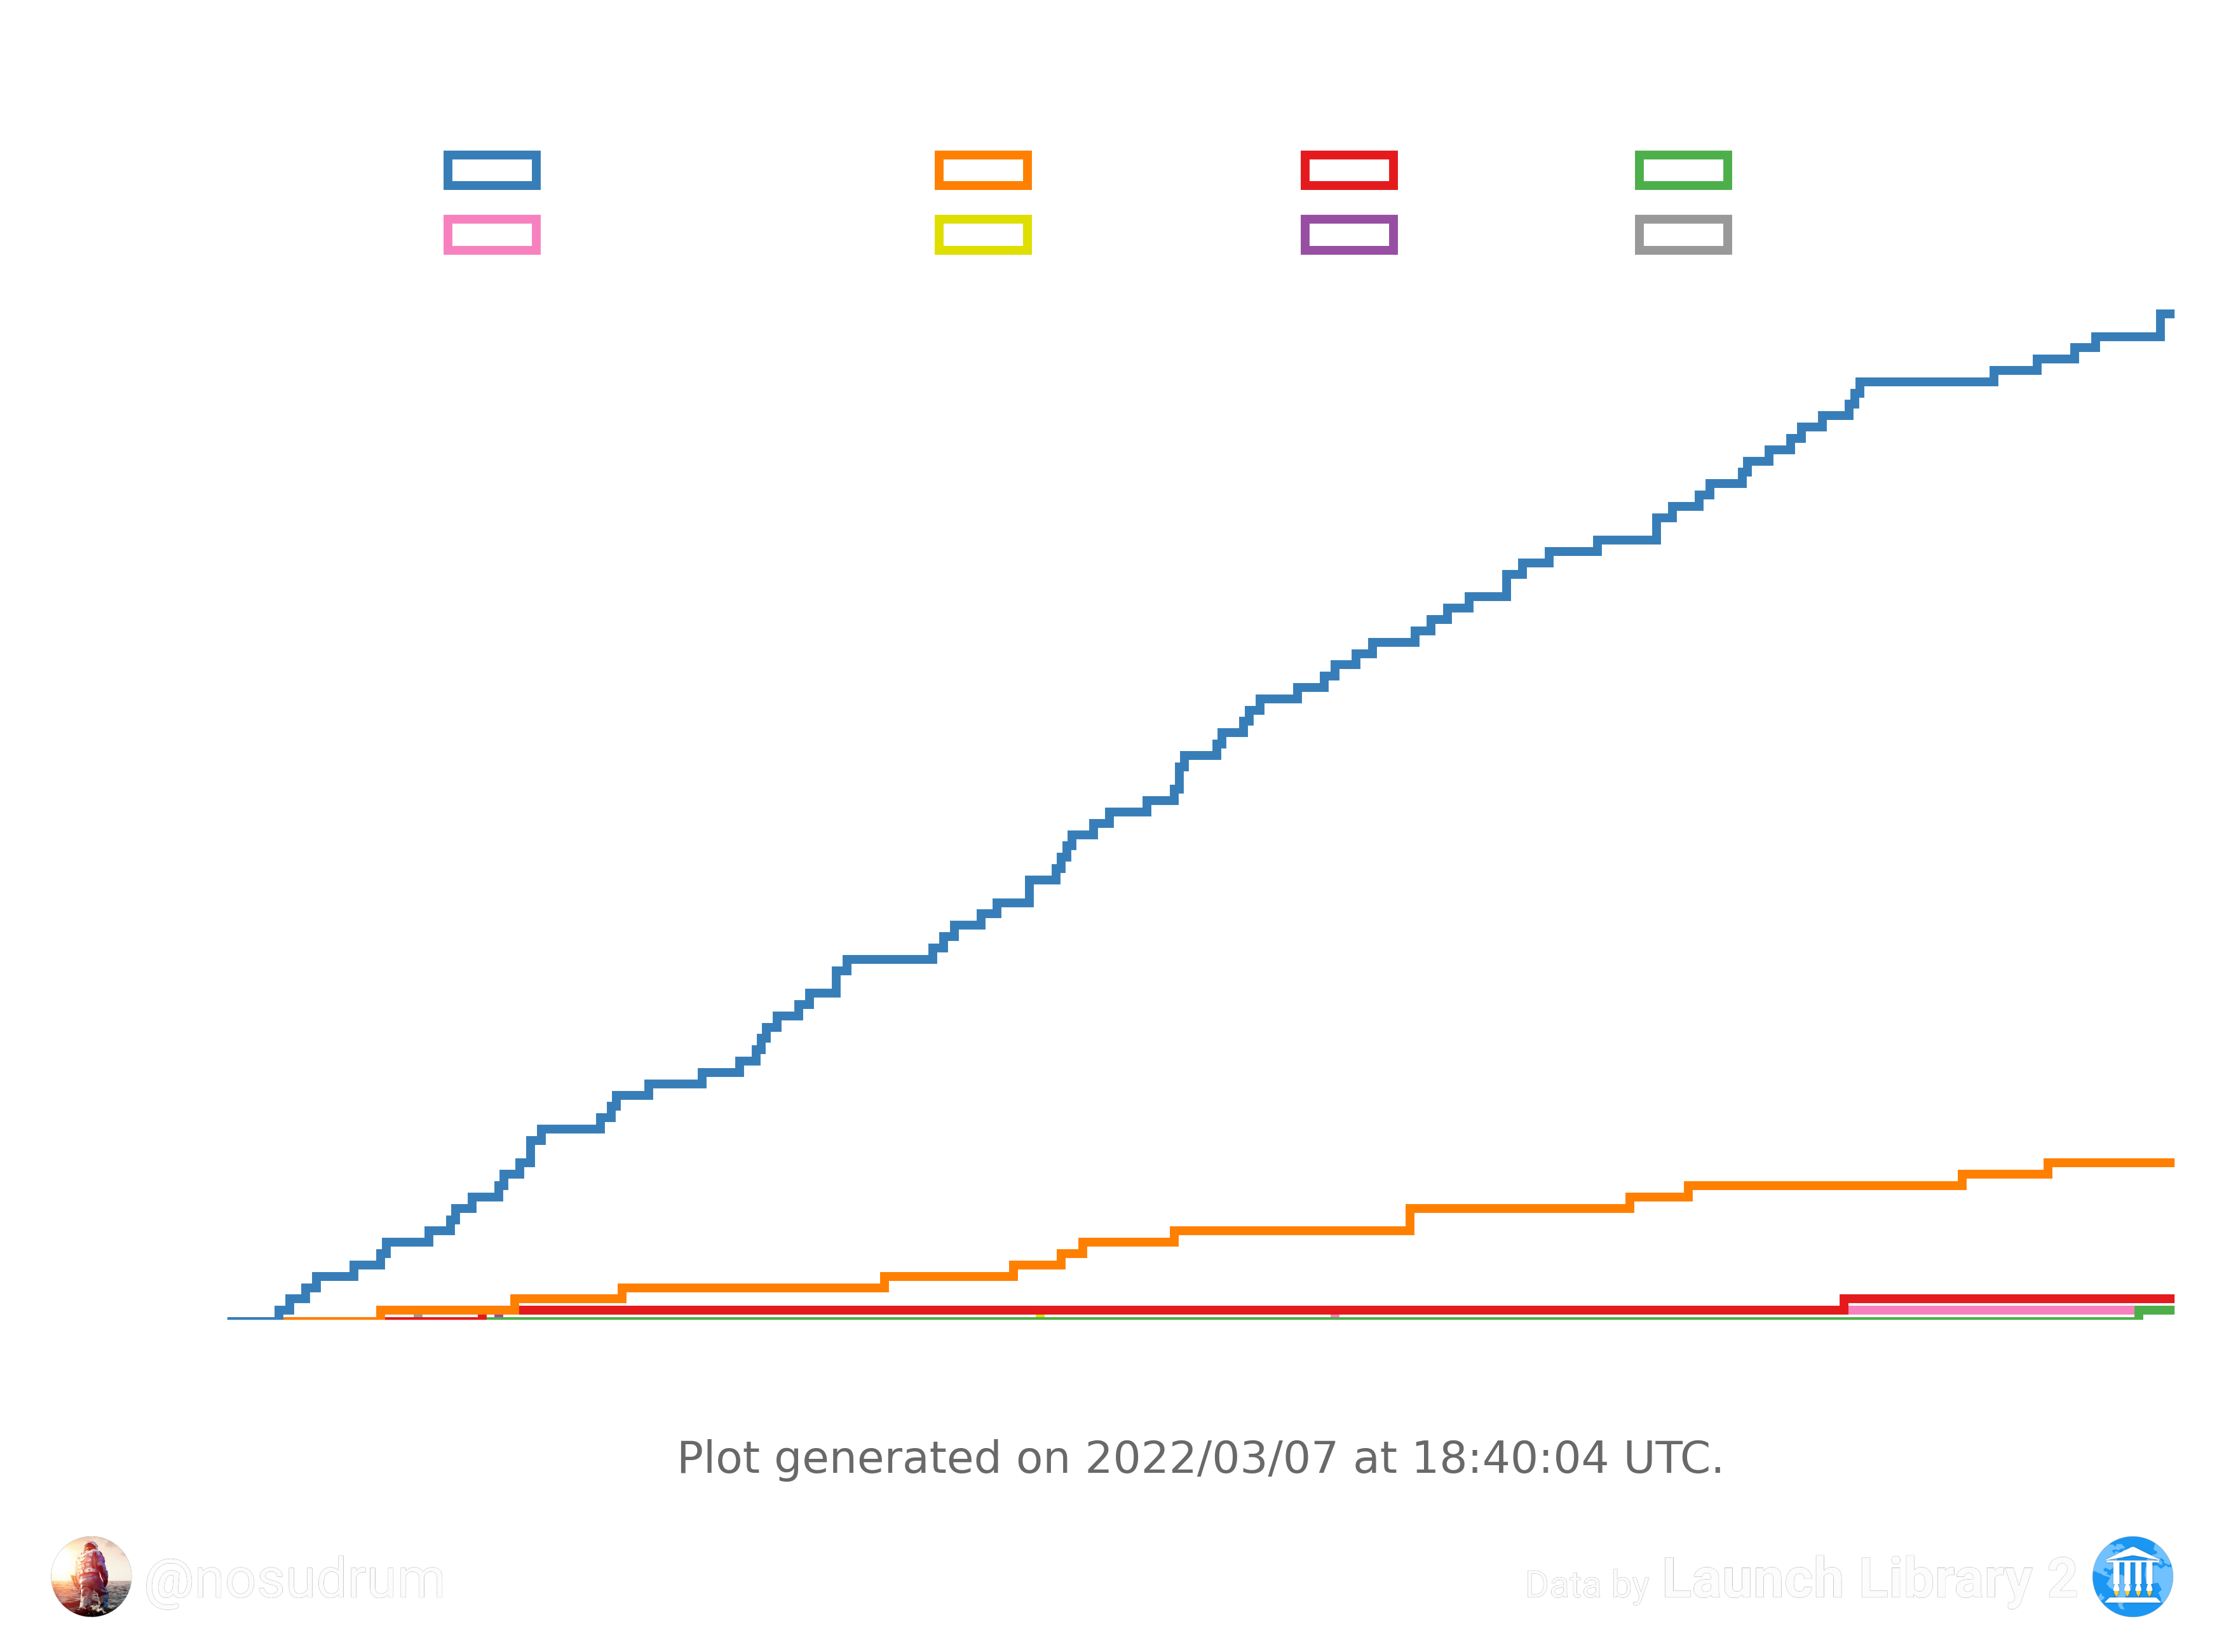 Plot generated on 2022/03/07 at 18:40:04 UTC.
@nosudrum
Data by Launch Library 2